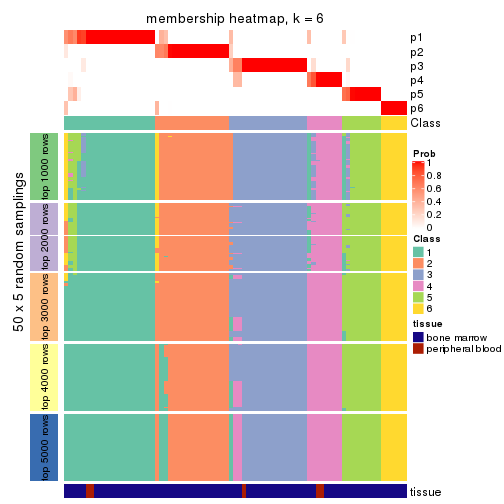 membership heatmap, k = 6
p1
p2
p3
p4
p5
p6
Class
50 x 5 random samplings
top 1000 rows
top 2000 rows
top 3000 rows
top 4000 rows
top 5000 rows
Prob
1
0.8
0.6
0.4
0.2
0
Class
1
2
3
4
5
6
tissue
bone marrow
peripheral blood
tissue